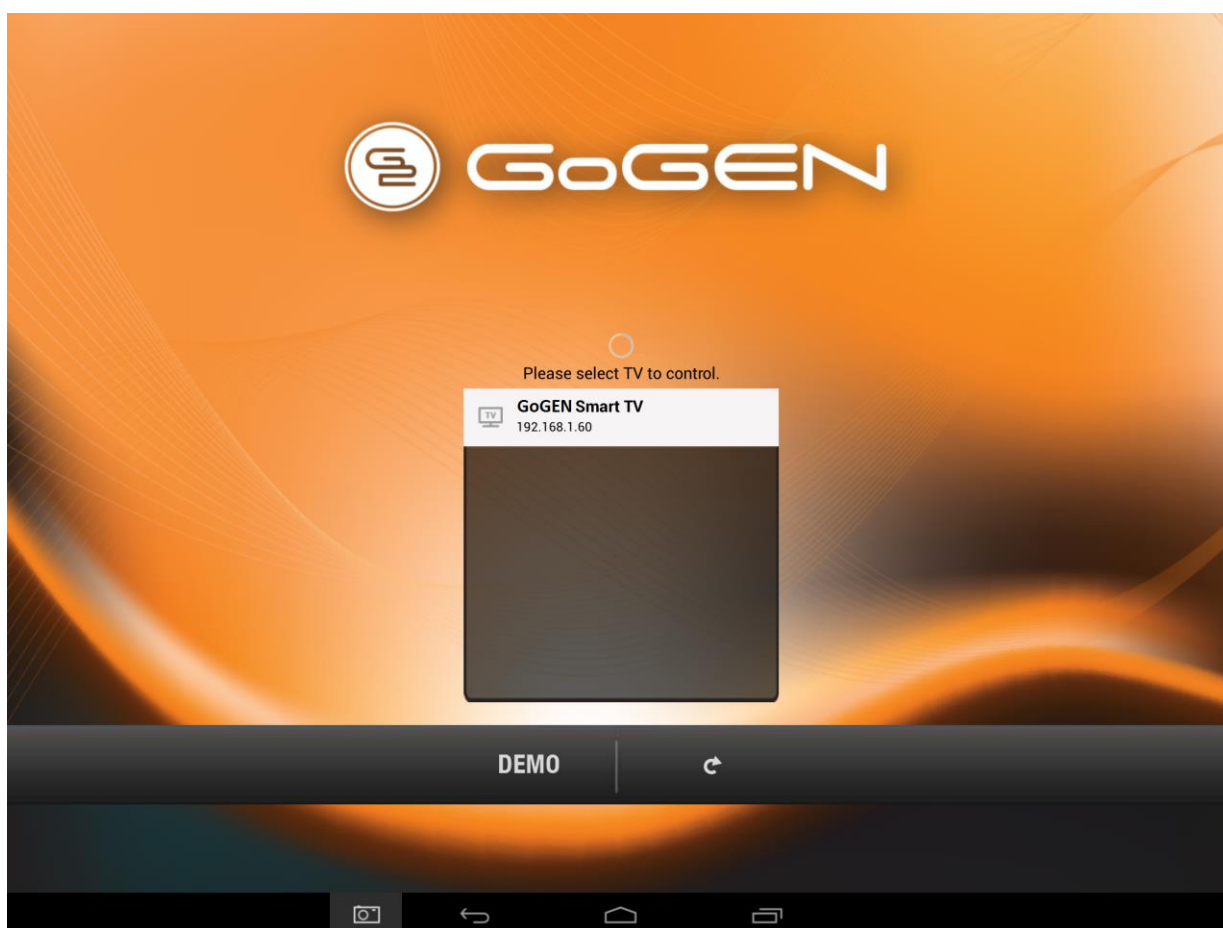 GoGEN
Please select TV to control.
TV
GoGEN Smart TV
192.168.1.60
DEMO